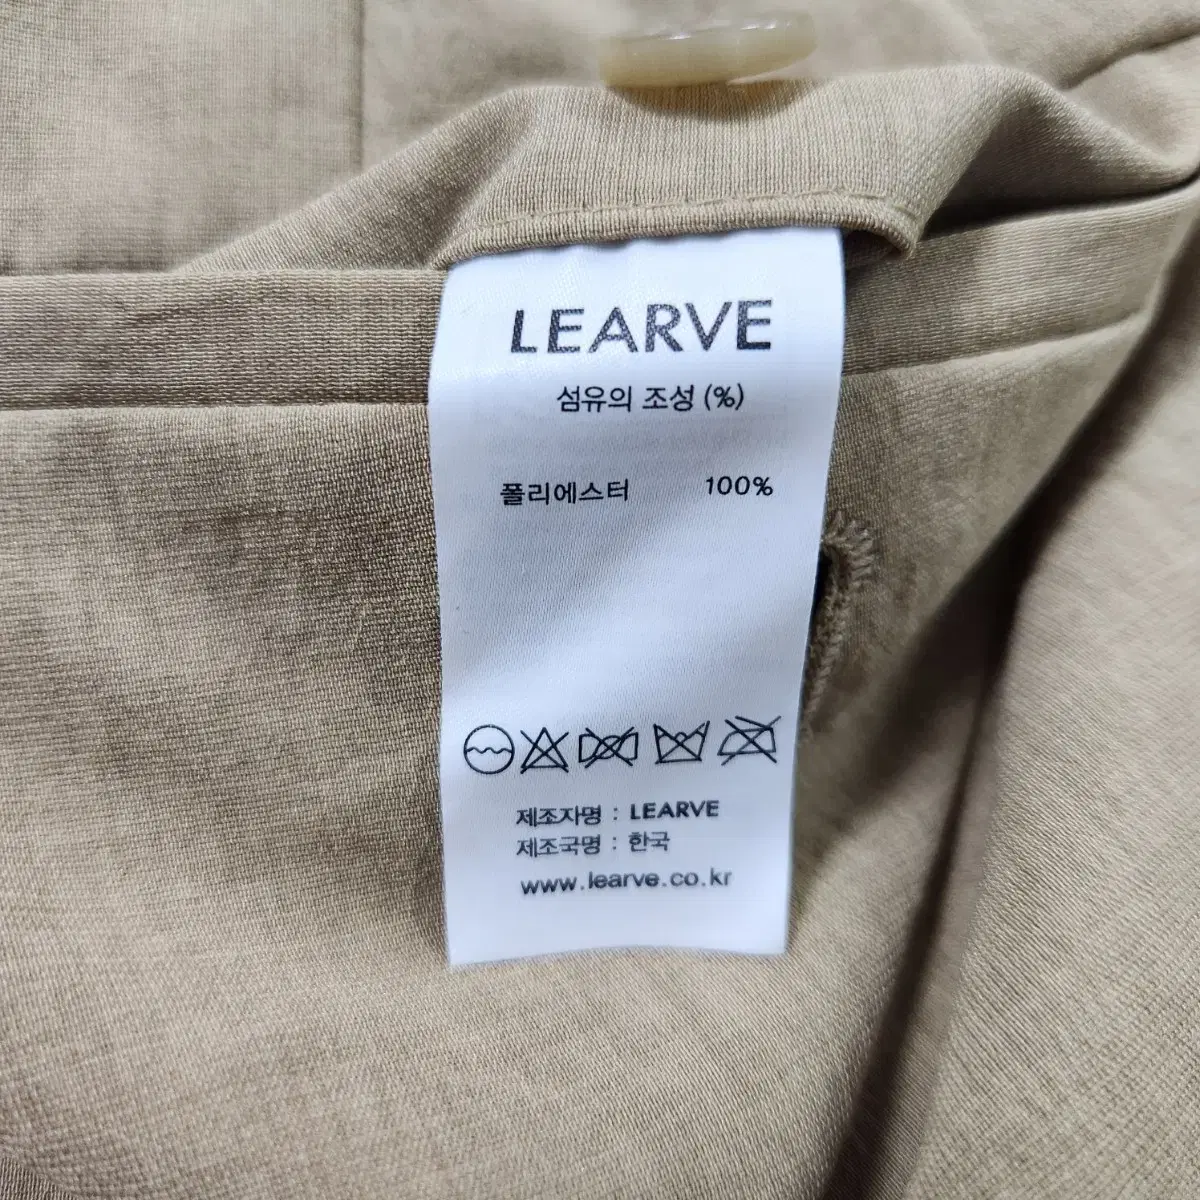 LEARVE
섬유의 조성 (%)
폴리에스터 100%
제조자명 : LEARVE
제조국명 : 한국
www.learve.co.kr